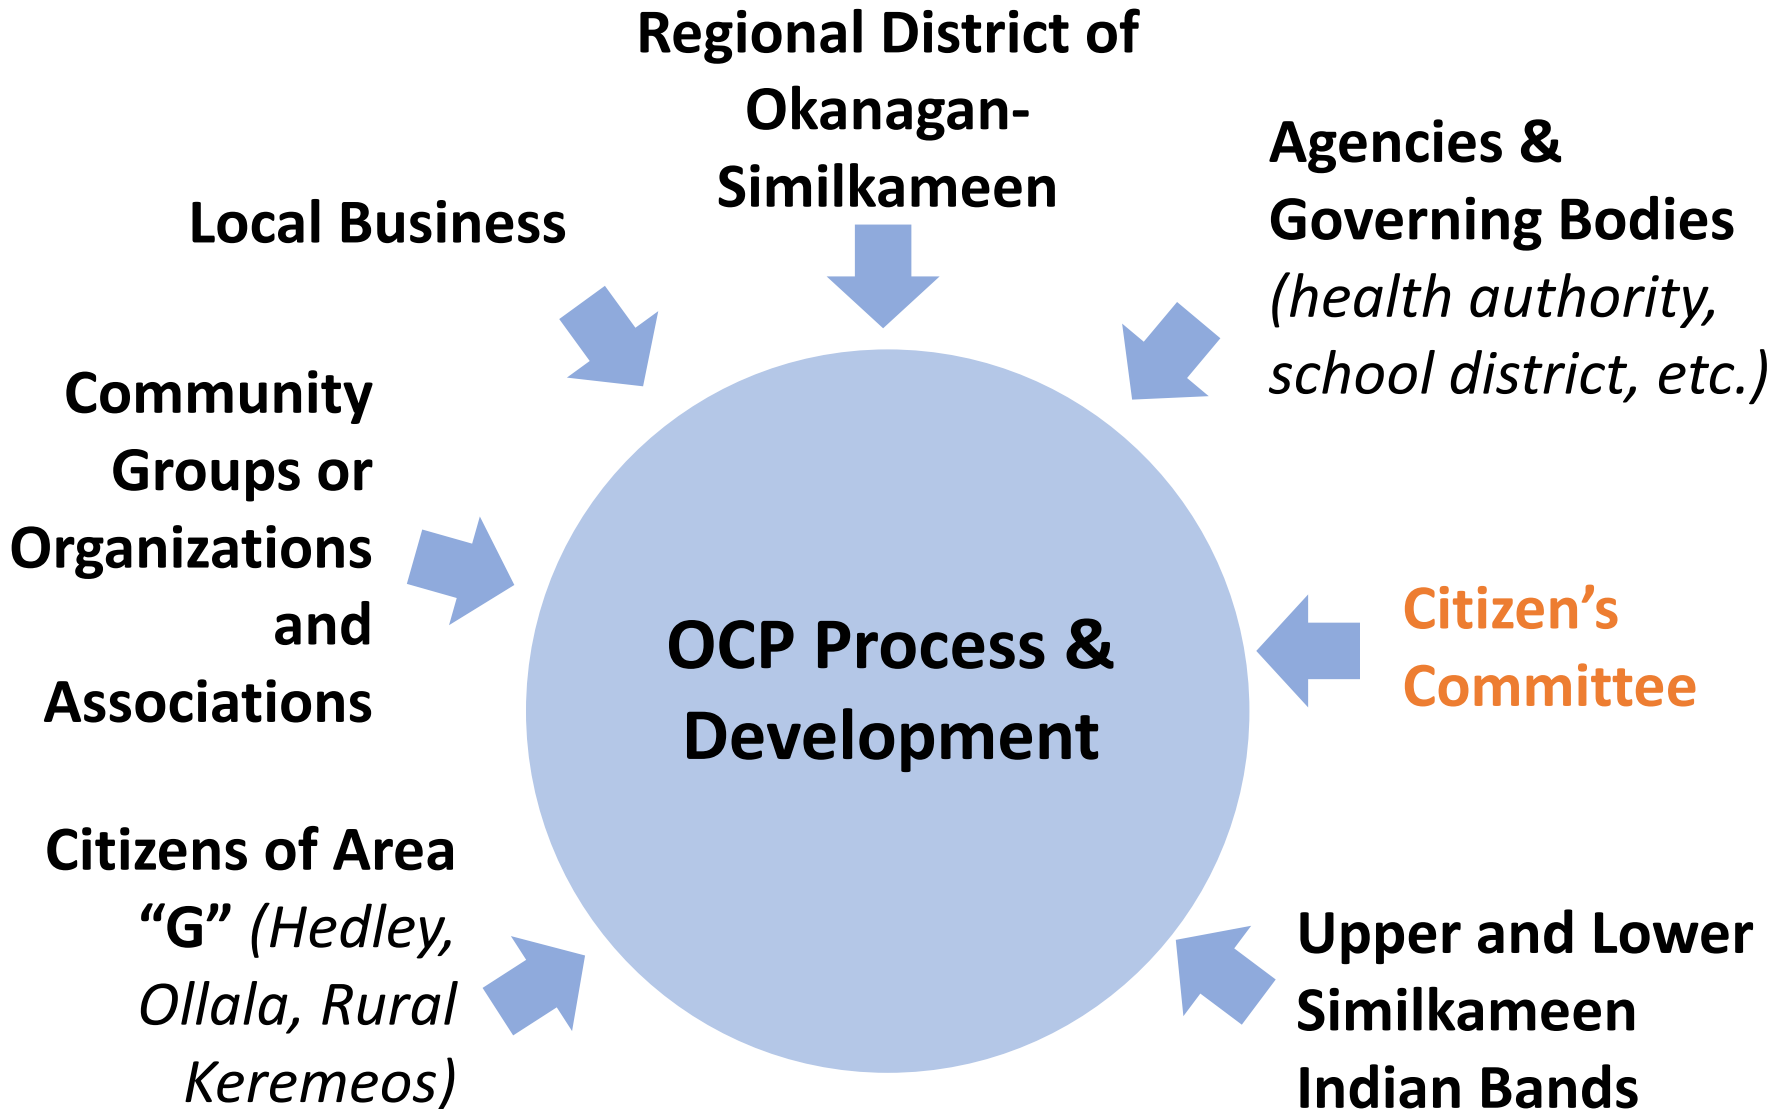 Regional District of
Okanagan-
Similkameen
Agencies &
Governing Bodies
(health authority,
school district, etc.)
Local Business
Community
Groups or
Organizations
and
Associations
OCP Process &
Development
Citizen’s
Committee
Citizens of Area
“G” (Hedley,
Ollala, Rural
Keremeos)
Upper and Lower
Similkameen
Indian Bands